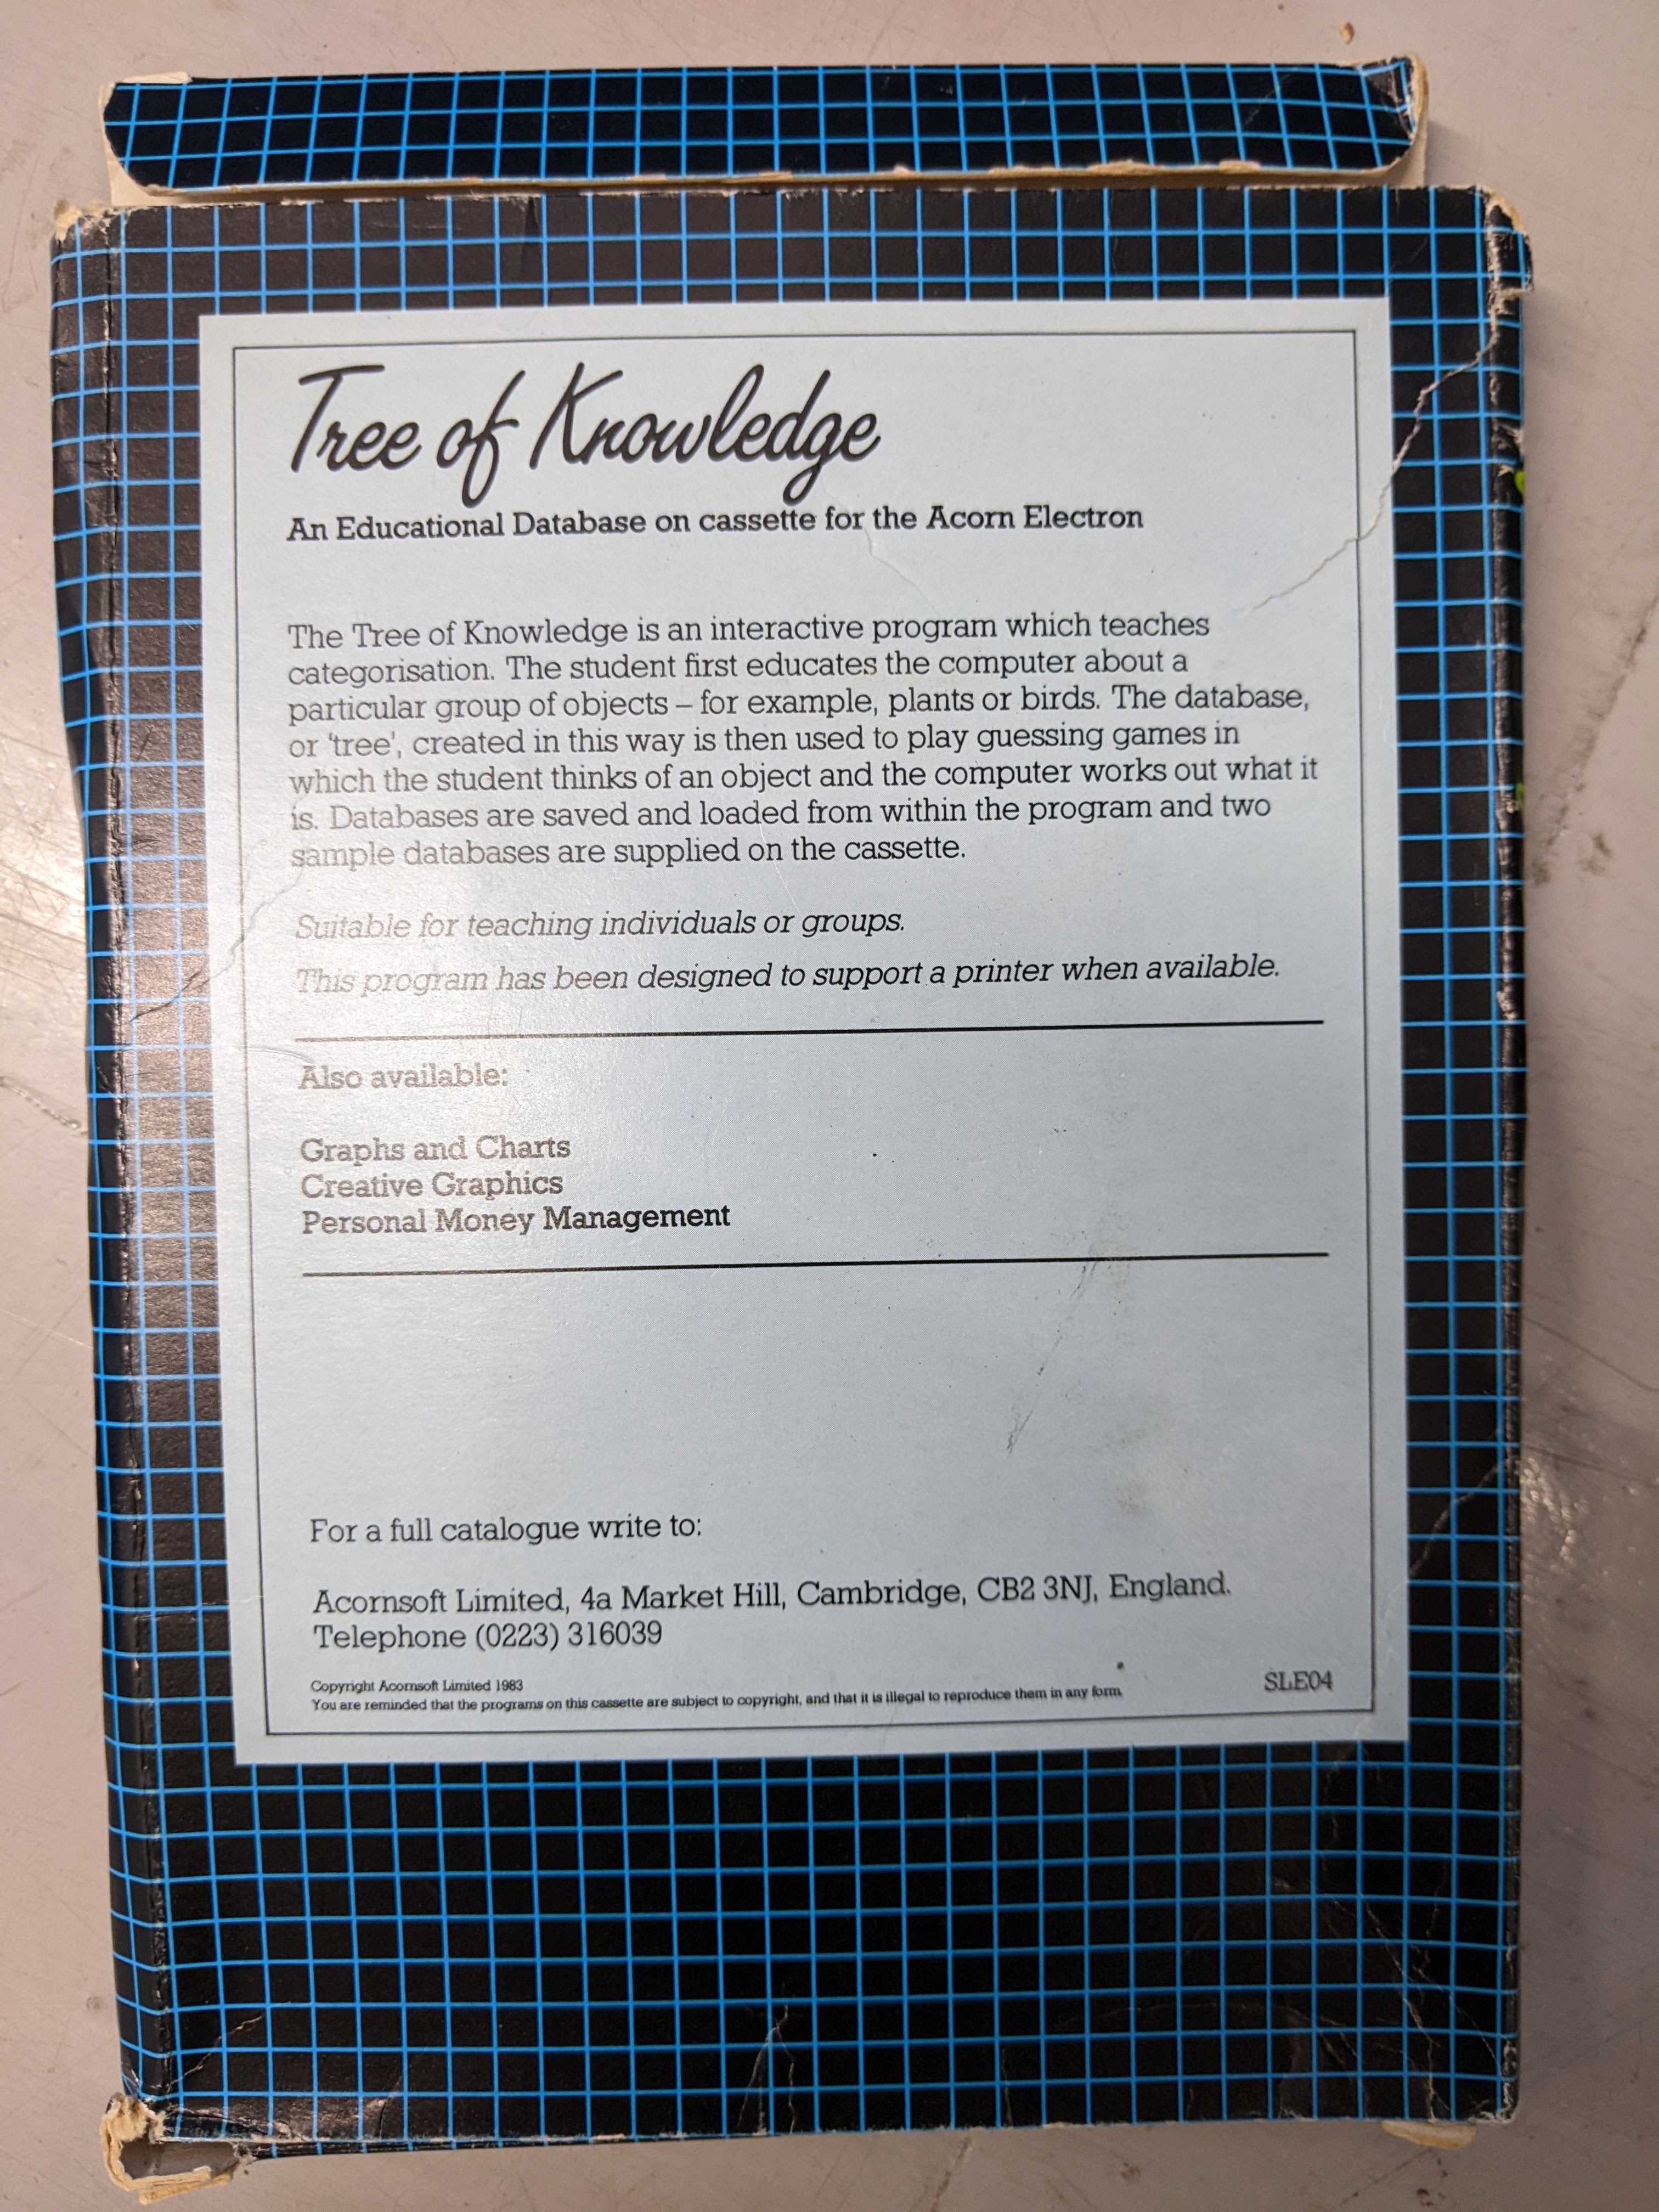 Tree of Knowledge
An Educational Database on cassette for the Acorn Electron
The Tree of Knowledge is an interactive program which teaches
categorisation. The student first educates the computer about a
particular group of objects – for example, plants or birds. The database,
or 'tree', created in this way is then used to play guessing games in
which the student thinks of an object and the computer works out what it
is. Databases are saved and loaded from within the program and two
sample databases are supplied on the cassette.
Suitable for teaching individuals or groups.
This program has been designed to support a printer when available.
Also available:
Graphs and Charts
Creative Graphics
Personal Money Management
For a full catalogue write to:
Acornsoft Limited, 4a Market Hill, Cambridge, CB2 3NJ, England.
Telephone (0223) 316039
Copyright Acornsoft Limited 1983
You are reminded that the programs on this cassette are subject to copyright, and that it is illegal to reproduce them in any form.
SLE04